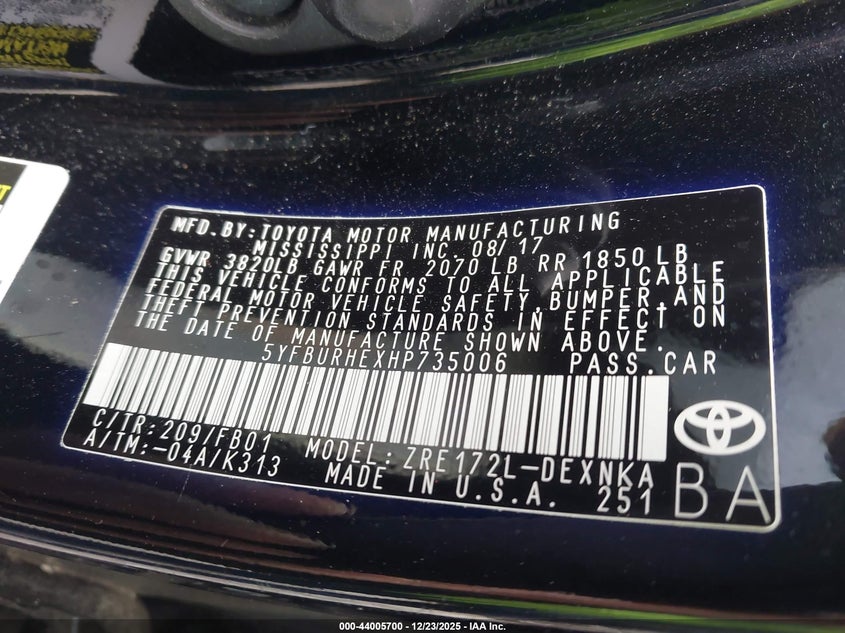 MFD. BY: TOYOTA MOTOR MANUFACTURING
MISSISSIPPI INC. 08/17
GVWR 3820LB GAWR FR 2070 LB RR 1850 LB
THIS VEHICLE CONFORMS TO ALL APPLICABLE
FEDERAL MOTOR VEHICLE SAFETY, BUMPER, AND
THEFT PREVENTION STANDARDS IN EFFECT ON
THE DATE OF MANUFACTURE SHOWN ABOVE.
5YFBURHEXHP735006 PASS.CAR
C/TR:209/FB01 MODEL:ZRE172L-DEXNKA
A/TM:-04A/K313 MADE IN U.S.A. 251
BA
000-44005700 - 12/23/2025 - IAA Inc.